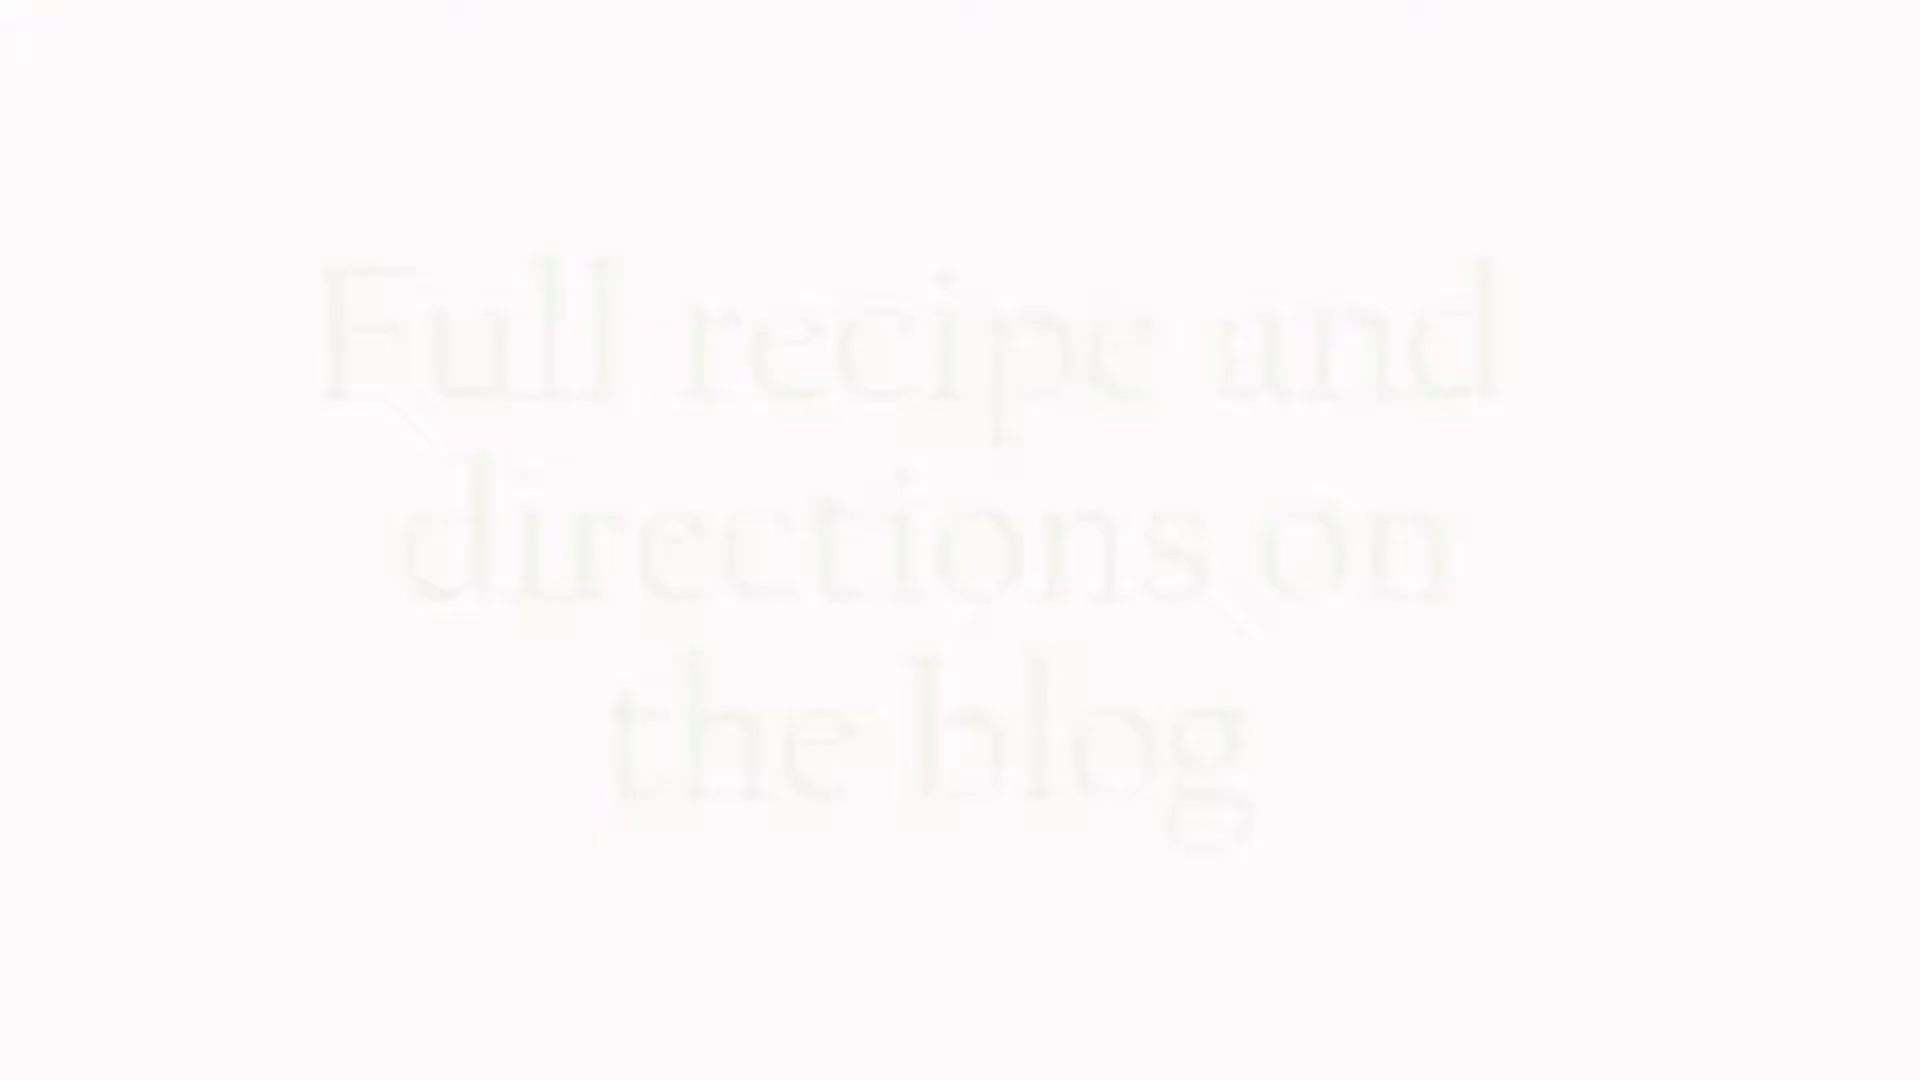 Full recipe and
directions on
the blog